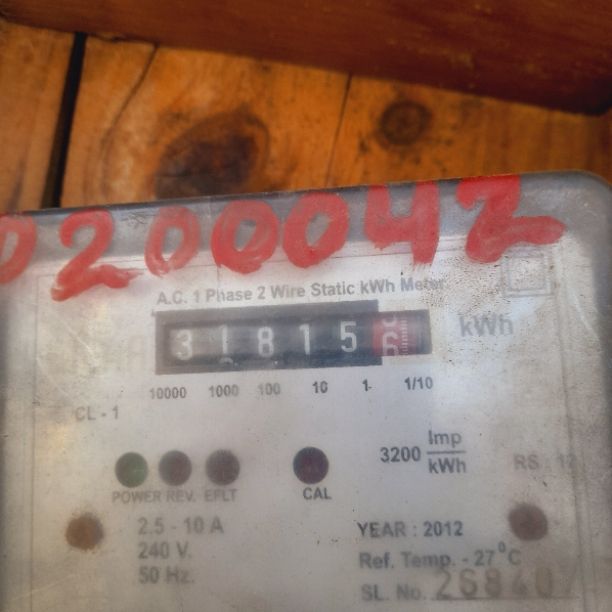 0200042
A.C. 1 Phase 2 Wire Static kWh Meter
31815 6 kWh
10000 1000 100 10 1 1/10
CL - 1
3200 Imp/kWh
POWER REV. EFLT CAL
2.5 - 10 A
240 V.
50 Hz.
YEAR : 2012
Ref. Temp. - 27°C
SL. No.